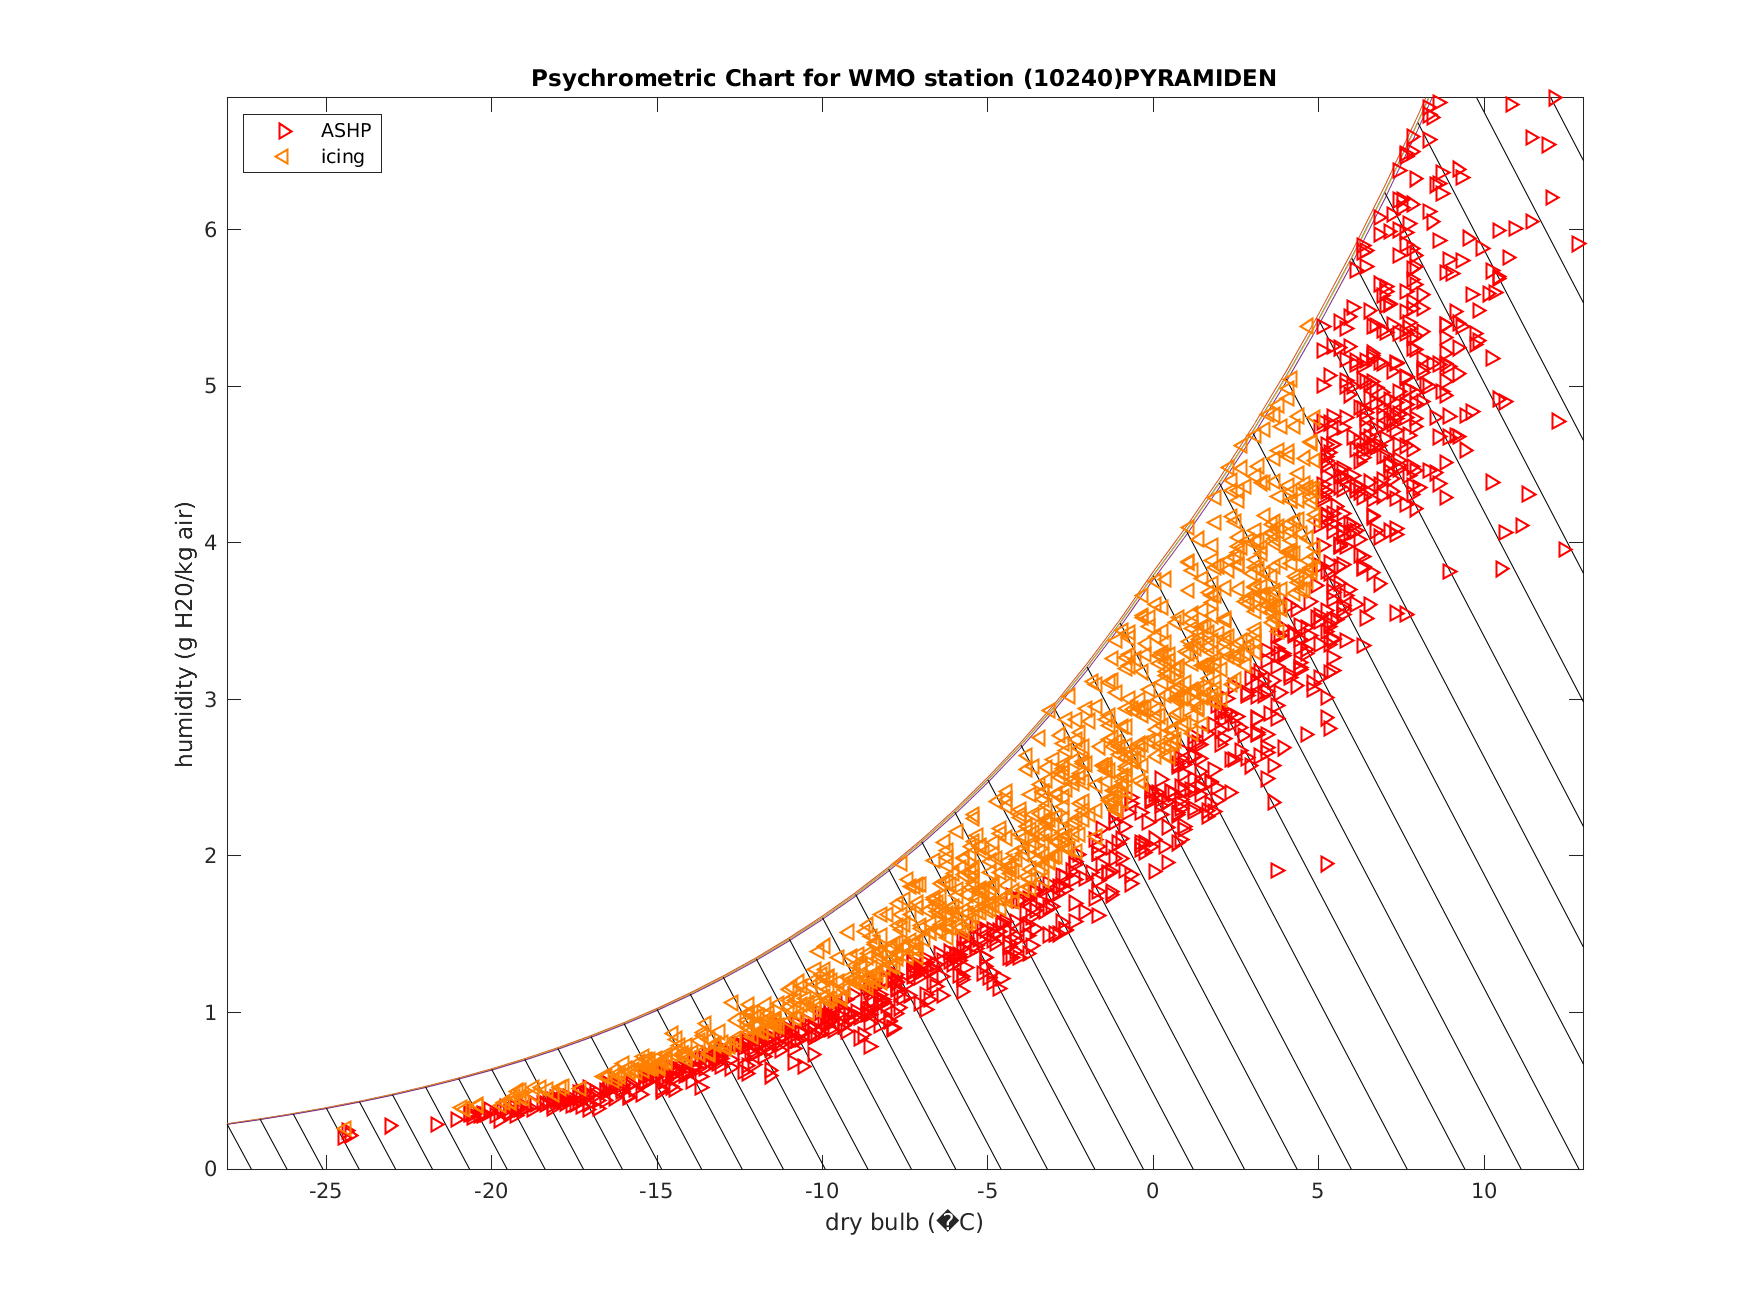 Psychrometric Chart for WMO station (10240)PYRAMIDEN
ASHP
icing
humidity (g H20/kg air)
6
5
4
3
2
1
0
-25 -20 -15 -10 -5 0 5 10
dry bulb (�C)